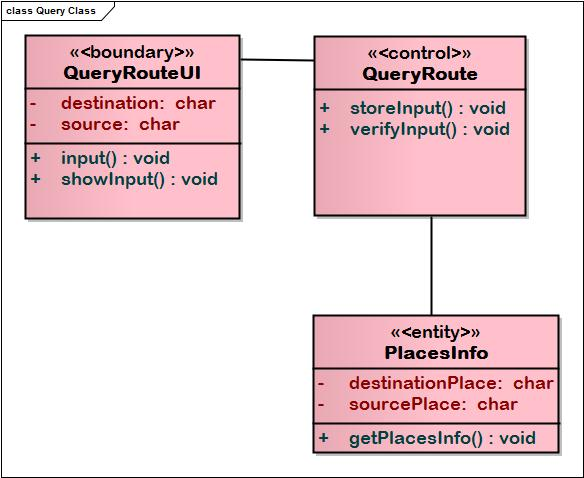 class Query Class
«<boundary>»
QueryRouteUI
- destination: char
- source: char
+ input() : void
+ showInput() : void
«<control>»
QueryRoute
+ storeInput() : void
+ verifyInput() : void
«<entity>»
PlacesInfo
- destinationPlace: char
- sourcePlace: char
+ getPlacesInfo() : void